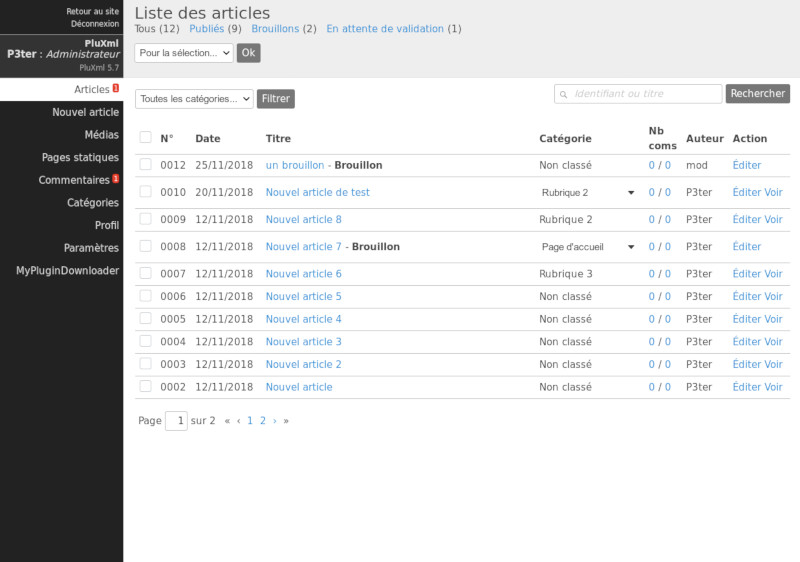 Retour au site
Déconnexion
PluXml
P3ter : Administrateur
PluXml 5.7
Articles 1
Nouvel article
Médias
Pages statiques
Commentaires 1
Catégories
Profil
Paramètres
MyPluginDownloader
Liste des articles
Tous (12) Publiés (9) Brouillons (2) En attente de validation (1)
Pour la sélection... Ok
Toutes les catégories... Filtrer Identifiant ou titre Rechercher
N° Date Titre Catégorie Nb coms Auteur Action
0012 25/11/2018 un brouillon - Brouillon Non classé 0 / 0 mod Éditer
0010 20/11/2018 Nouvel article de test Rubrique 2 0 / 0 P3ter Éditer Voir
0009 12/11/2018 Nouvel article 8 Rubrique 2 0 / 0 P3ter Éditer Voir
0008 12/11/2018 Nouvel article 7 - Brouillon Page d'accueil 0 / 0 P3ter Éditer
0007 12/11/2018 Nouvel article 6 Rubrique 3 0 / 0 P3ter Éditer Voir
0006 12/11/2018 Nouvel article 5 Non classé 0 / 0 P3ter Éditer Voir
0005 12/11/2018 Nouvel article 4 Non classé 0 / 0 P3ter Éditer Voir
0004 12/11/2018 Nouvel article 3 Non classé 0 / 0 P3ter Éditer Voir
0003 12/11/2018 Nouvel article 2 Non classé 0 / 0 P3ter Éditer Voir
0002 12/11/2018 Nouvel article Non classé 0 / 0 P3ter Éditer Voir
Page 1 sur 2 « ‹ 1 2 › »